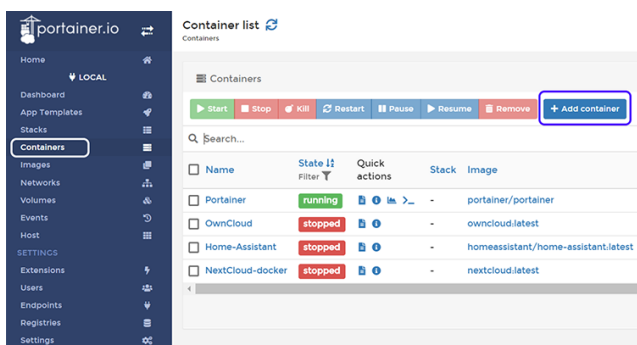 portainer.io
Home
LOCAL
Dashboard
App Templates
Stacks
Containers
Images
Networks
Volumes
Events
Host
SETTINGS
Extensions
Users
Endpoints
Registries
Settings
Container list
Containers
Containers
Start Stop Kill Restart Pause Resume Remove + Add container
Search...
Name State Filter Quick actions Stack Image
Portainer running - portainer/portainer
OwnCloud stopped - owncloud:latest
Home-Assistant stopped - homeassistant/home-assistant:latest
NextCloud-docker stopped - nextcloud:latest